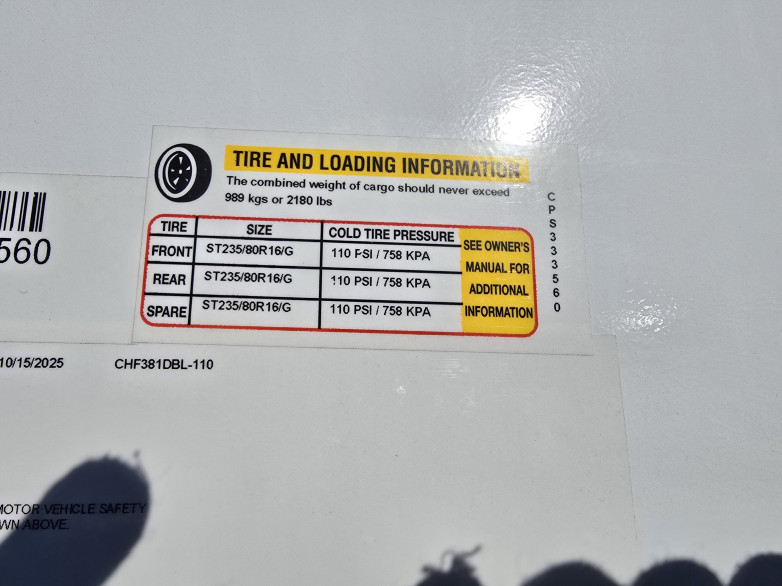 TIRE AND LOADING INFORMATION
The combined weight of cargo should never exceed
989 kgs or 2180 lbs
TIRE SIZE COLD TIRE PRESSURE
FRONT ST235/80R16/G 110 PSI / 758 KPA
REAR ST235/80R16/G 110 PSI / 758 KPA
SPARE ST235/80R16/G 110 PSI / 758 KPA
SEE OWNER'S
MANUAL FOR
ADDITIONAL
INFORMATION
CPS333560
560
10/15/2025 CHF381DBL-110
MOTOR VEHICLE SAFETY
WN ABOVE.